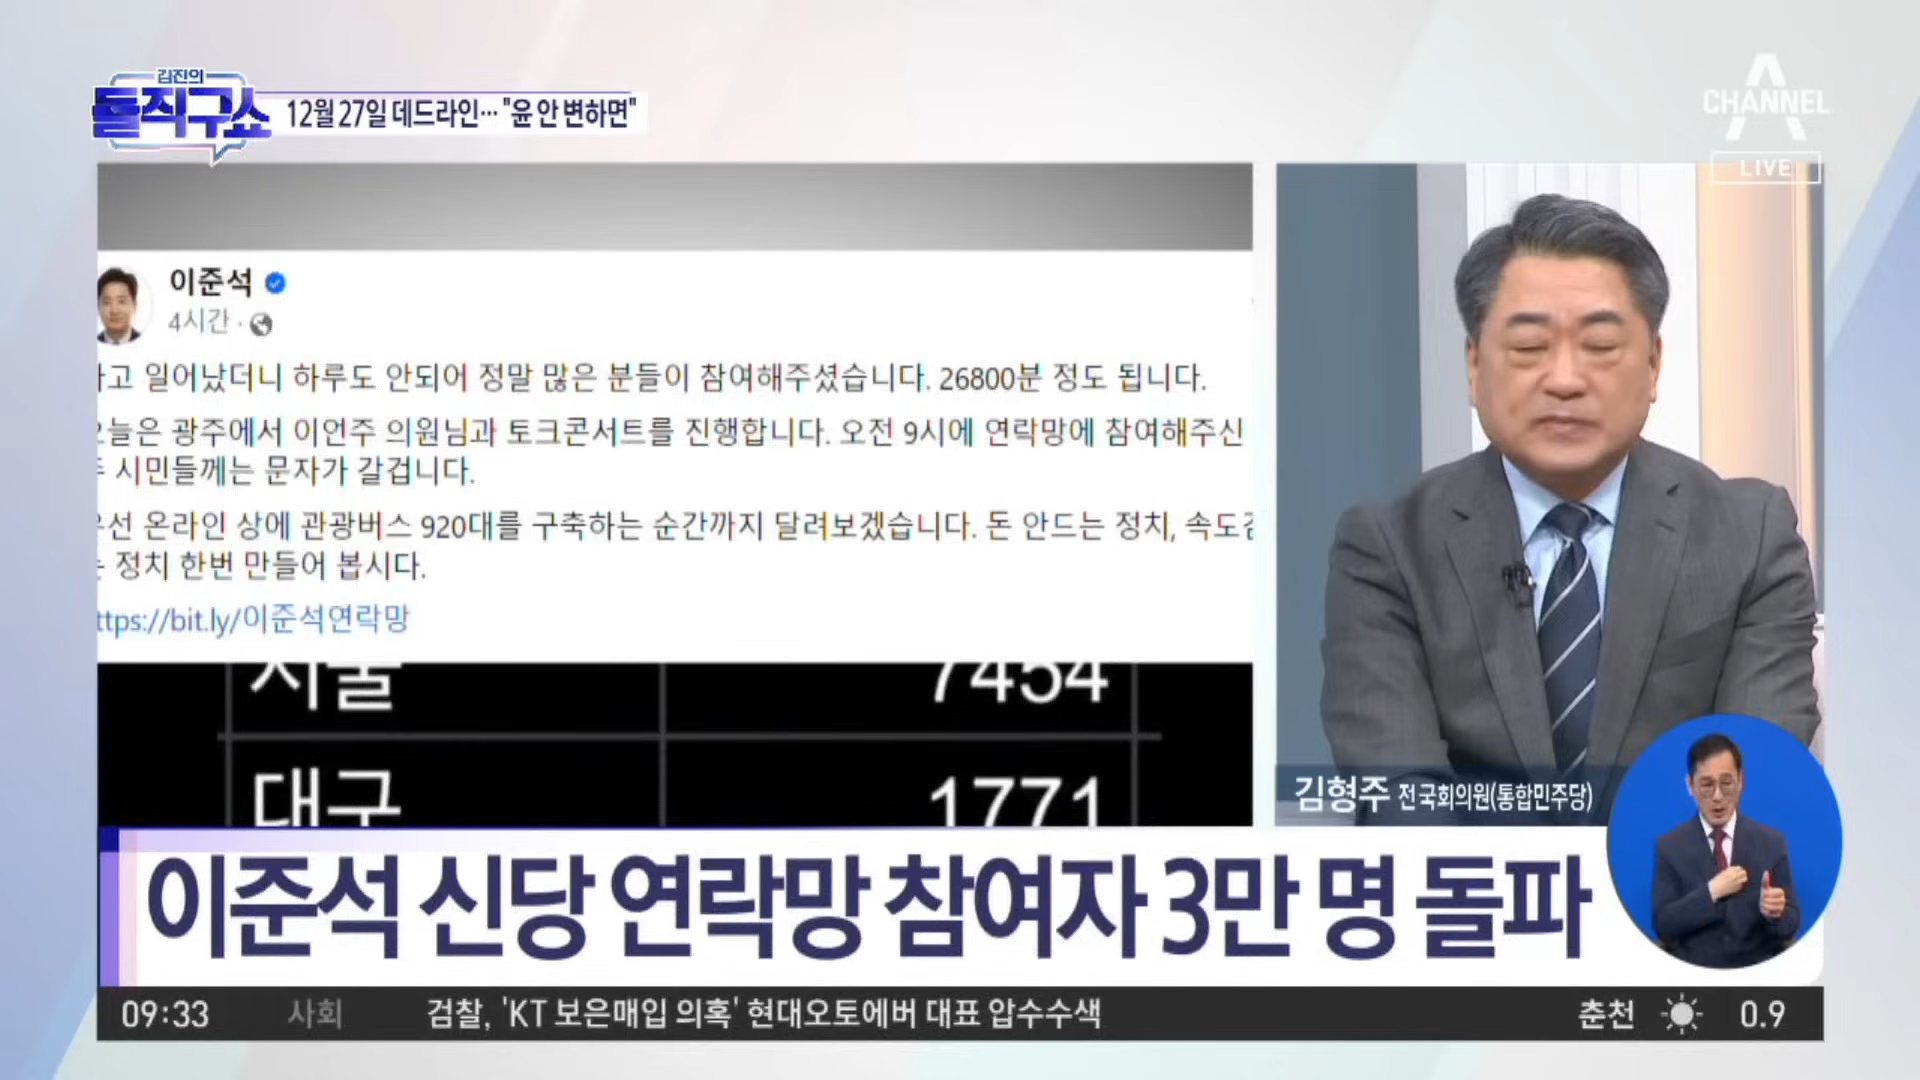 김진의
돌직구쇼
12월 27일 데드라인… "윤 안 변하면"
CHANNEL A
LIVE
이준석
4시간 ·
일어났더니 하루도 안되어 정말 많은 분들이 참여해주셨습니다. 26800분 정도 됩니다.
광주에서 이언주 의원님과 토크콘서트를 진행합니다. 오전 9시에 연락망에 참여해주신
시민들께는 문자가 갈겁니다.
온라인 상에 관광버스 920대를 구축하는 순간까지 달려보겠습니다. 돈 안드는 정치,
정치 한번 만들어 봅시다.
ttps://bit.ly/이준석연락망
서울 7454
대구 1771
김형주 전 국회의원(통합민주당)
이준석 신당 연락망 참여자 3만 명 돌파
09:33 사회 검찰, 'KT 보은매입 의혹' 현대오토에버 대표 압수수색 춘천 0.9